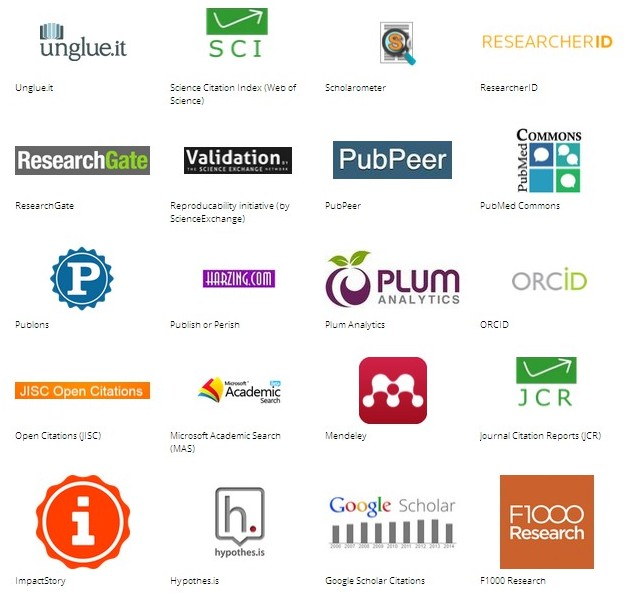 unglue.it
SCI
S
RESEARCHERID
Unglue.it
Science Citation Index (Web of
Science)
Scholarometer
ResearcherID
ResearchGate
Validation BY
THE SCIENCE EXCHANGE NETWORK
PubPeer
PubMed COMMONS
ResearchGate
Reproducability initiative (by
ScienceExchange)
PubPeer
PubMed Commons
P
HARZING.COM
PLUM
ANALYTICS
ORCiD
Publons
Publish or Perish
Plum Analytics
ORCID
JISC Open Citations
Microsoft
Academic
Search
JCR
Open Citations (JISC)
Microsoft Academic Search
(MAS)
Mendeley
Journal Citation Reports (JCR)
i
h.
hypothes.is
Google Scholar
2006 2007 2008 2009 2010 2011 2012 2013 2014
F1000
Research
ImpactStory
Hypothes.is
Google Scholar Citations
F1000 Research